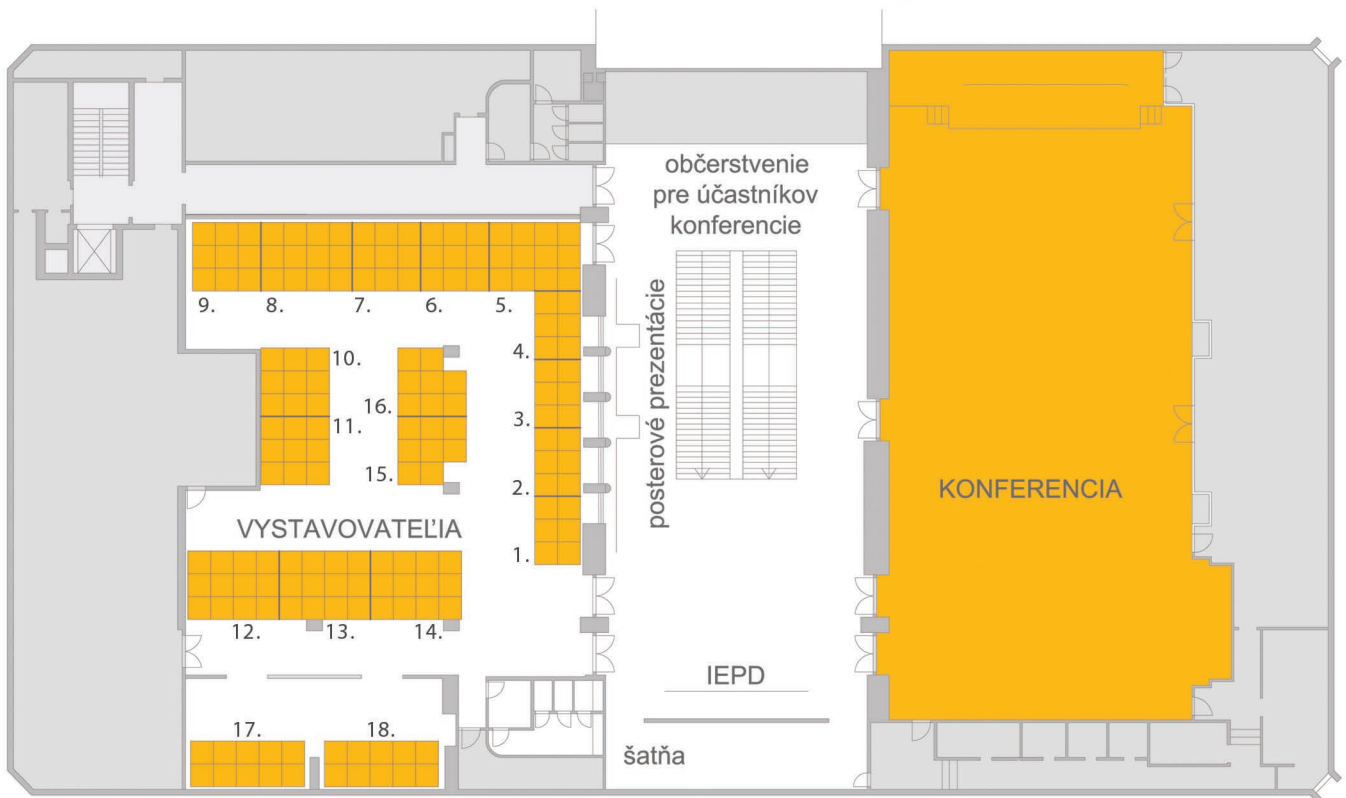 občerstvenie
pre účastníkov
konferencie
9.
8.
7.
6.
5.
posterové prezentácie
4.
10.
16.
3.
11.
15.
2.
KONFERENCIA
VYSTAVOVATEĽIA
1.
12.
13.
14.
IEPD
17.
18.
šatňa